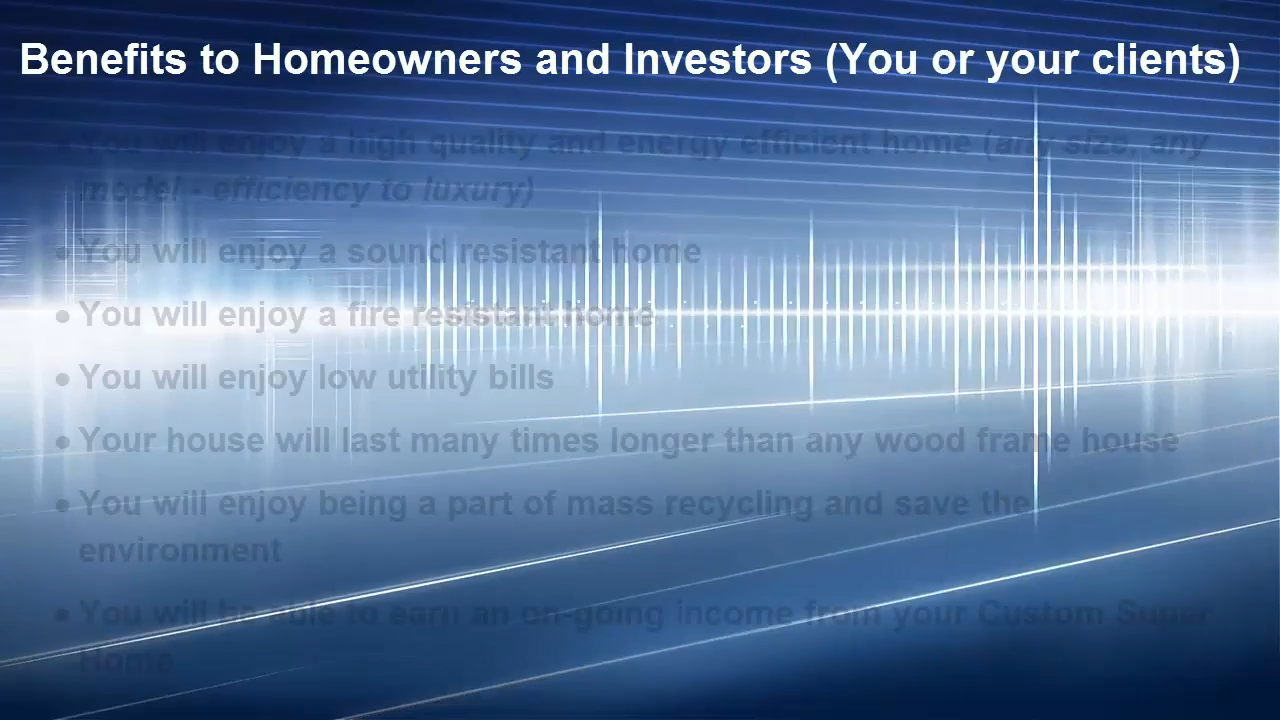 Benefits to Homeowners and Investors (You or your clients)
• You will enjoy a high quality and energy efficient home (any size, any
model - efficiency to luxury)
• You will enjoy a sound resistant home
• You will enjoy a fire resistant home
• You will enjoy low utility bills
• Your house will last many times longer than any wood frame house
• You will enjoy being a part of mass recycling and save the
environment
• You will be able to earn an on-going income from your Custom Super
Home